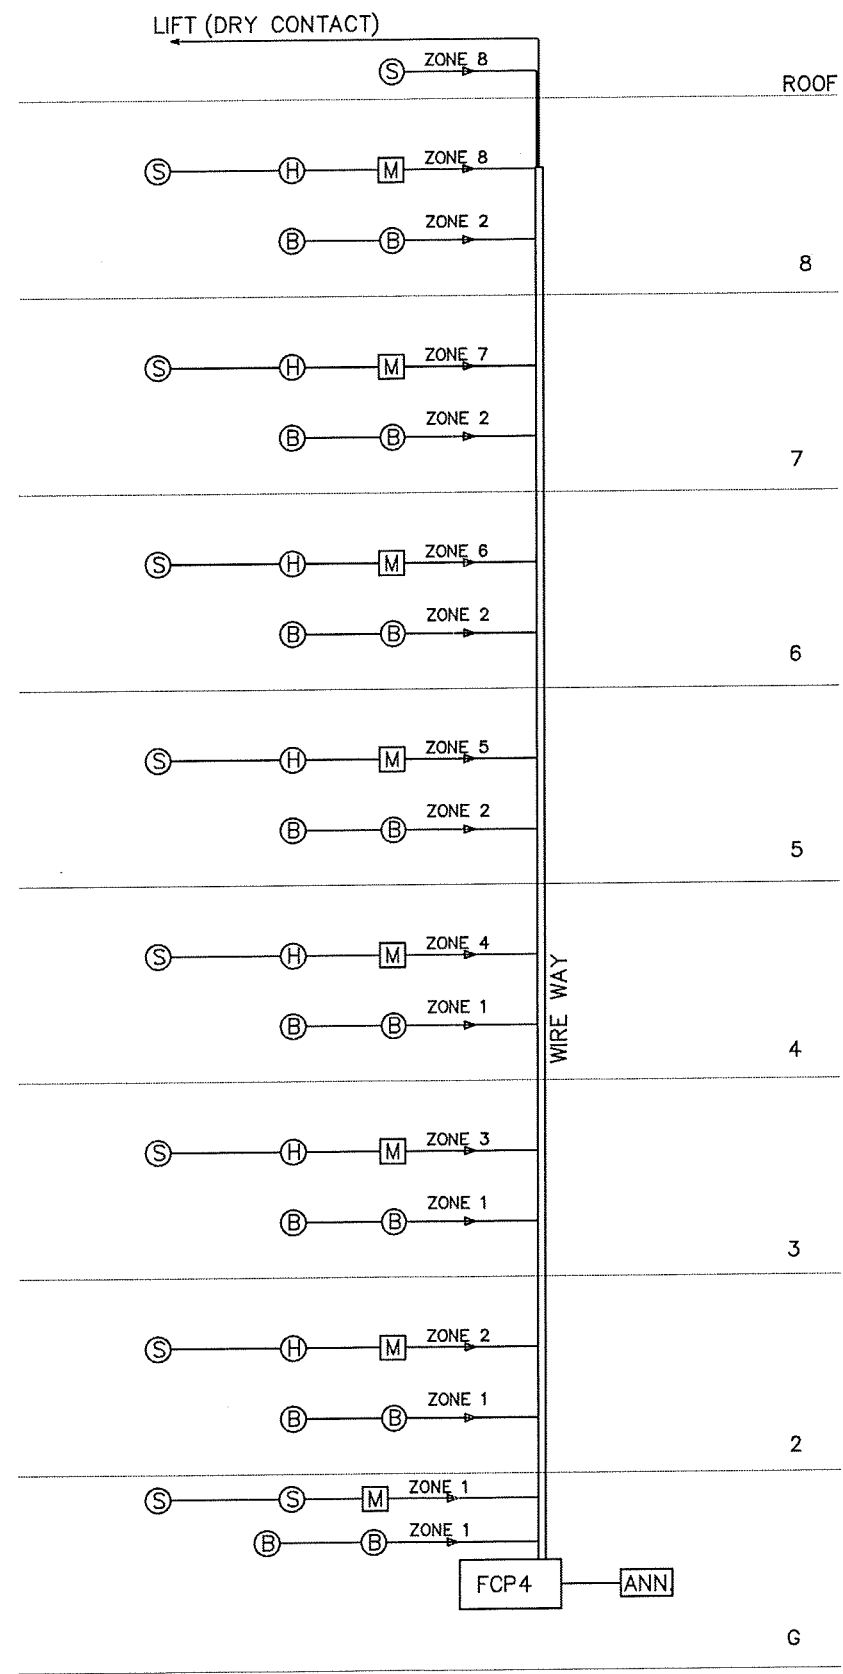 LIFT (DRY CONTACT)
S ZONE 8
ROOF
S H M ZONE 8
B B ZONE 2
8
S H M ZONE 7
B B ZONE 2
7
S H M ZONE 6
B B ZONE 2
6
S H M ZONE 5
B B ZONE 2
5
S H M ZONE 4
B B ZONE 1
WIRE WAY
4
S H M ZONE 3
B B ZONE 1
3
S H M ZONE 2
B B ZONE 1
2
S S M ZONE 1
B B ZONE 1
FCP4 ANN.
G